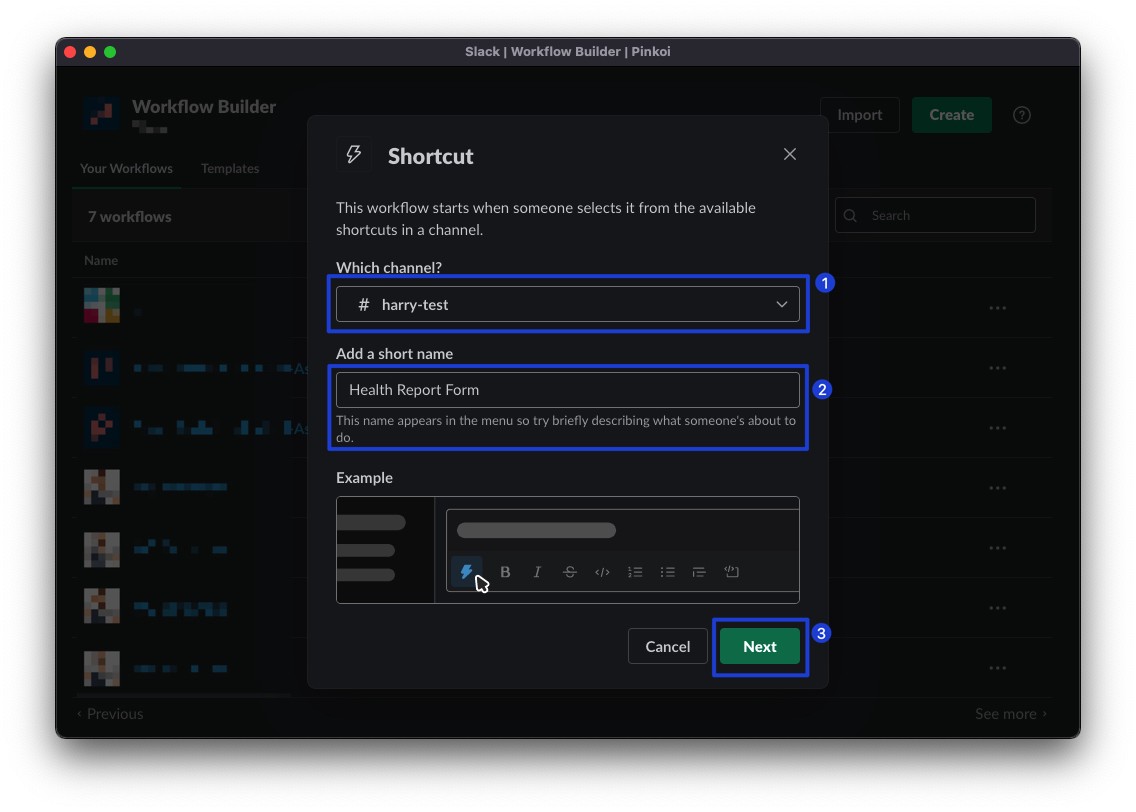 Slack | Workflow Builder | Pinkoi
Workflow Builder
Import
Create
?
Your Workflows
Templates
7 workflows
Search
Name
Shortcut
This workflow starts when someone selects it from the available
shortcuts in a channel.
Which channel?
# harry-test
1
Add a short name
Health Report Form
2
This name appears in the menu so try briefly describing what someone's about to
do.
Example
B I S </>
Cancel
Next
3
‹ Previous
See more ›